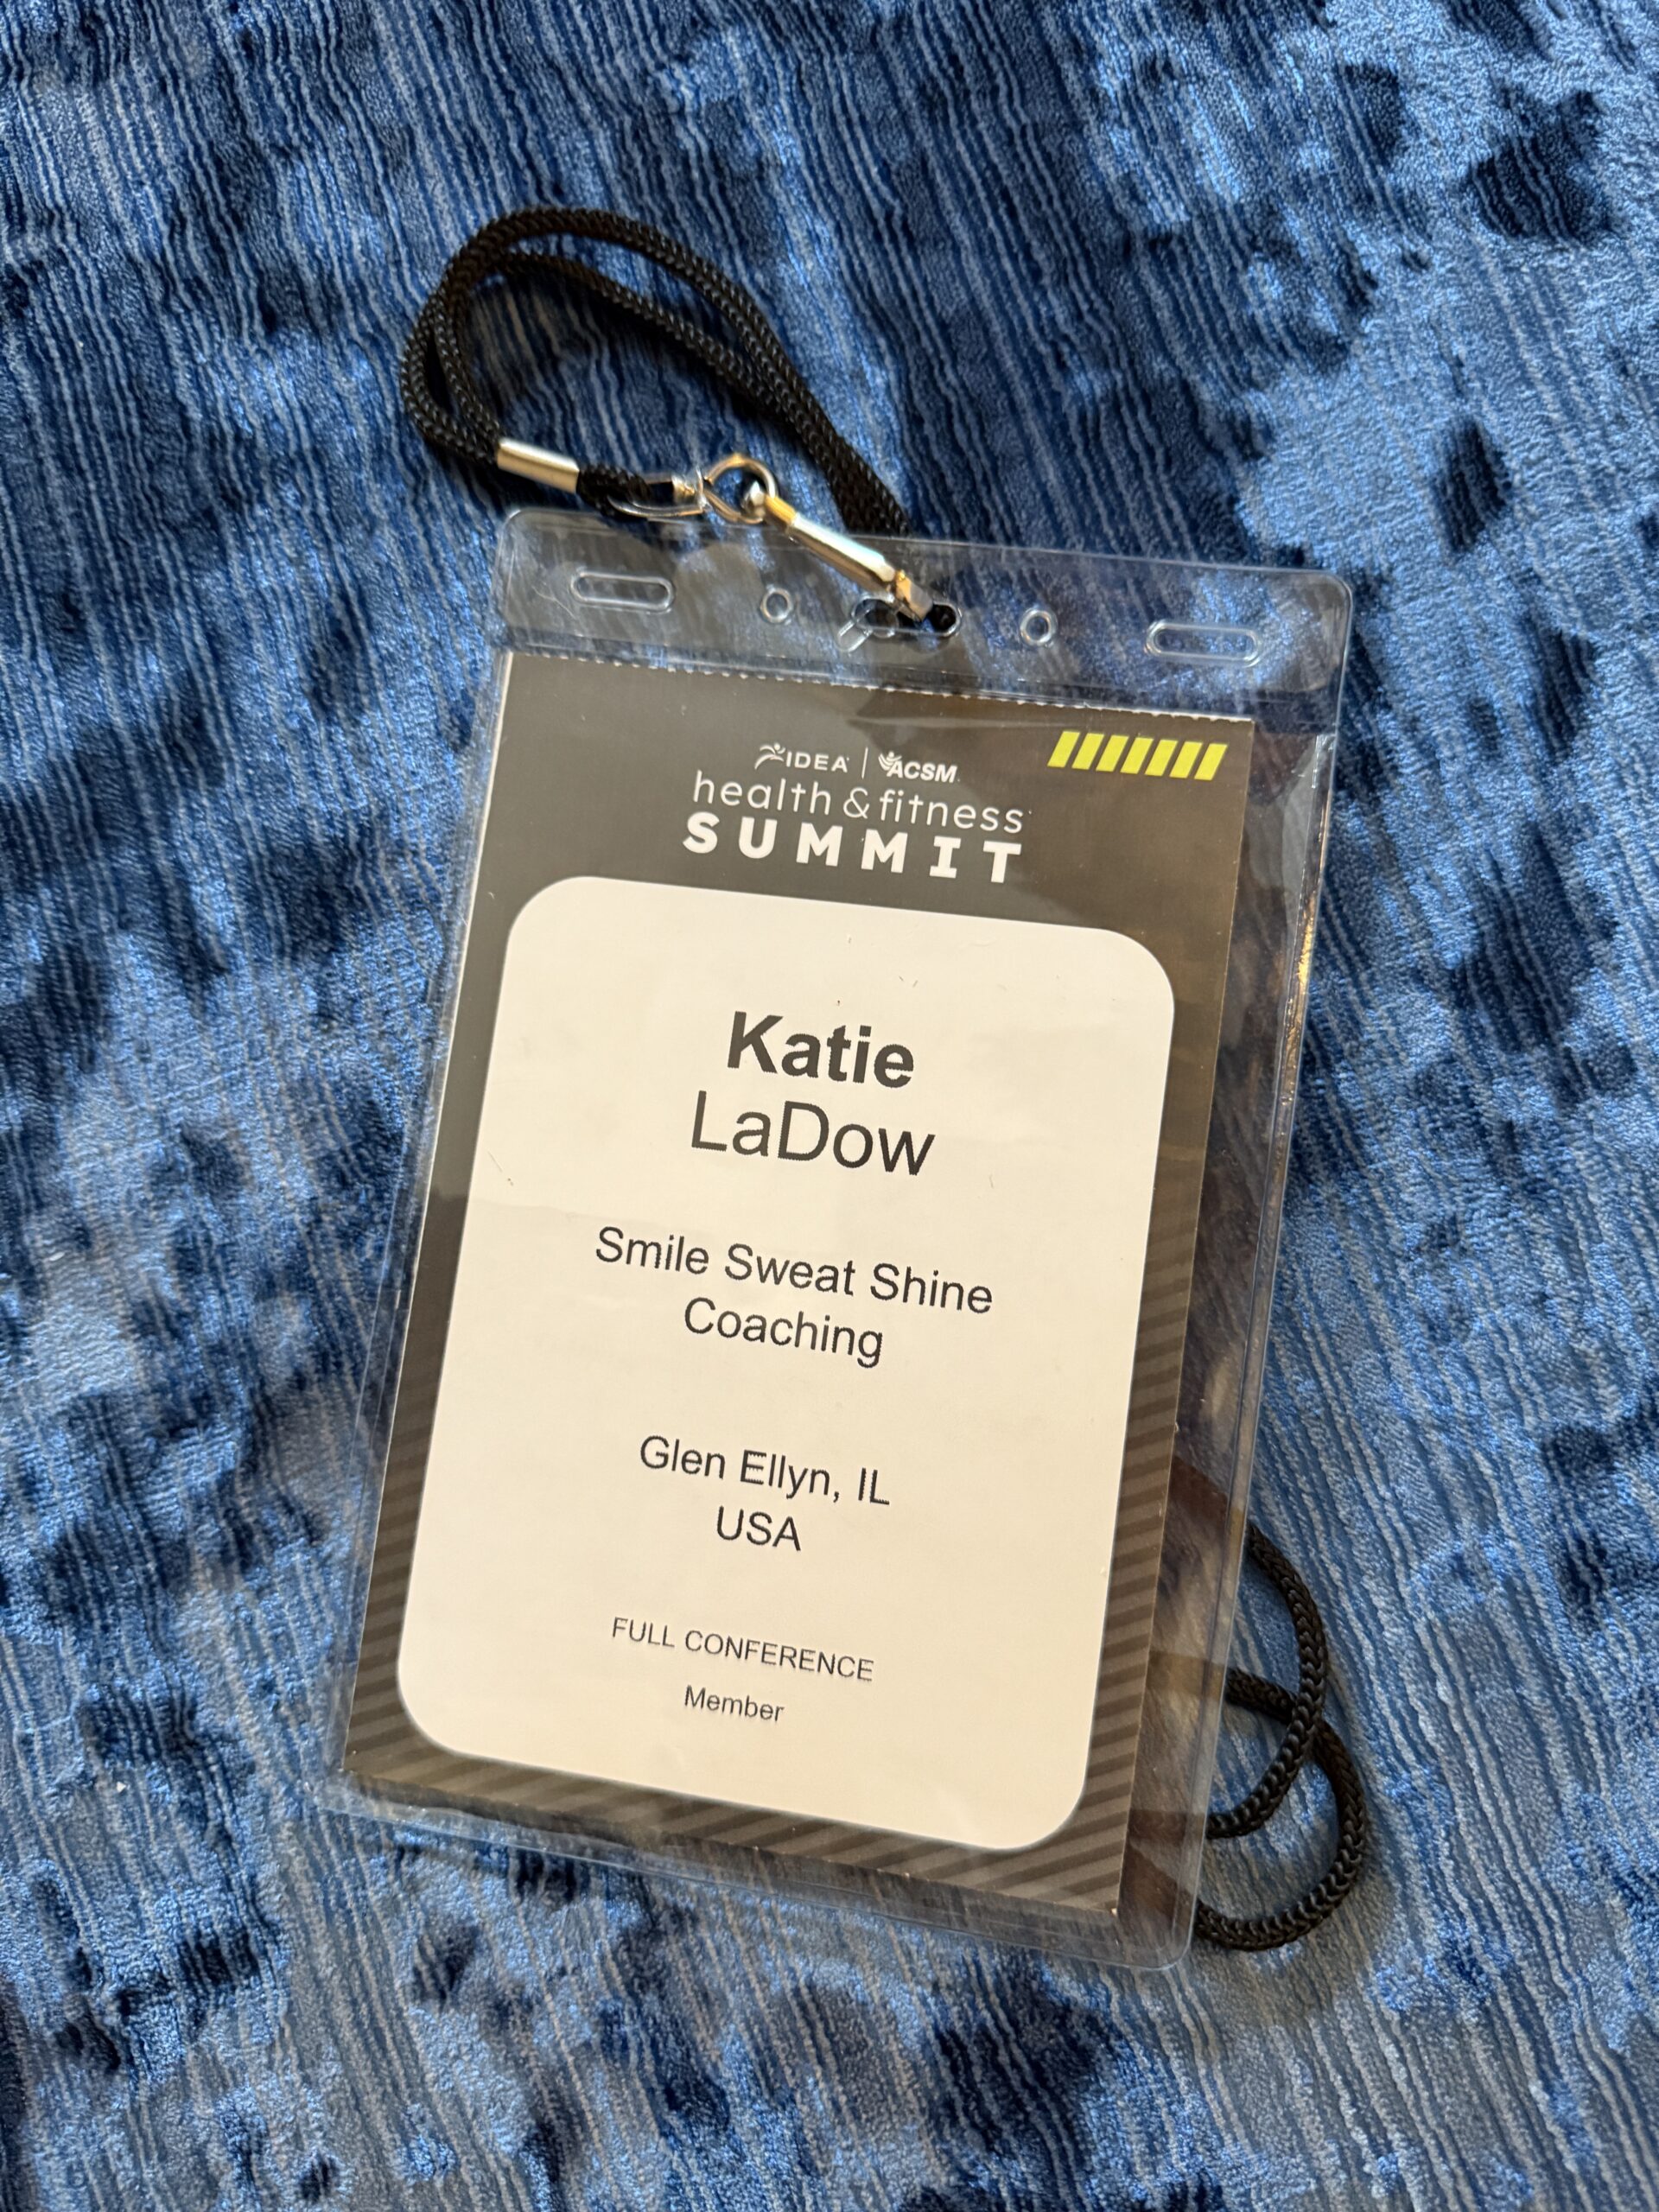 IDEA | ACSM
health & fitness
SUMMIT
Katie
LaDow
Smile Sweat Shine
Coaching
Glen Ellyn, IL
USA
FULL CONFERENCE
Member